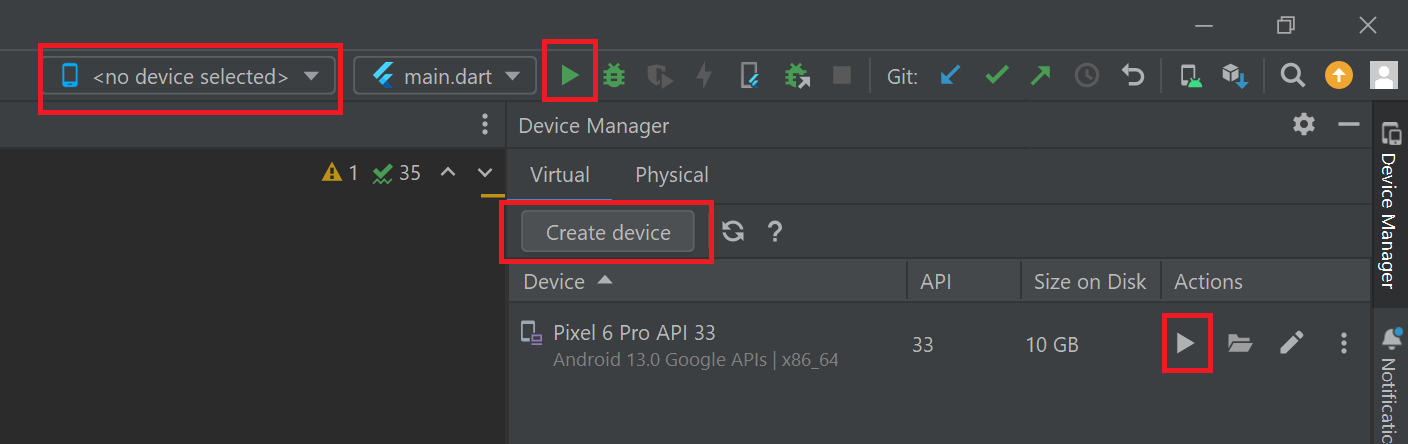 <no device selected>
main.dart
Git:
Device Manager
1
35
Virtual
Physical
Create device
?
Device
API
Size on Disk
Actions
Pixel 6 Pro API 33
Android 13.0 Google APIs | x86_64
33
10 GB
Device Manager
Notificatic